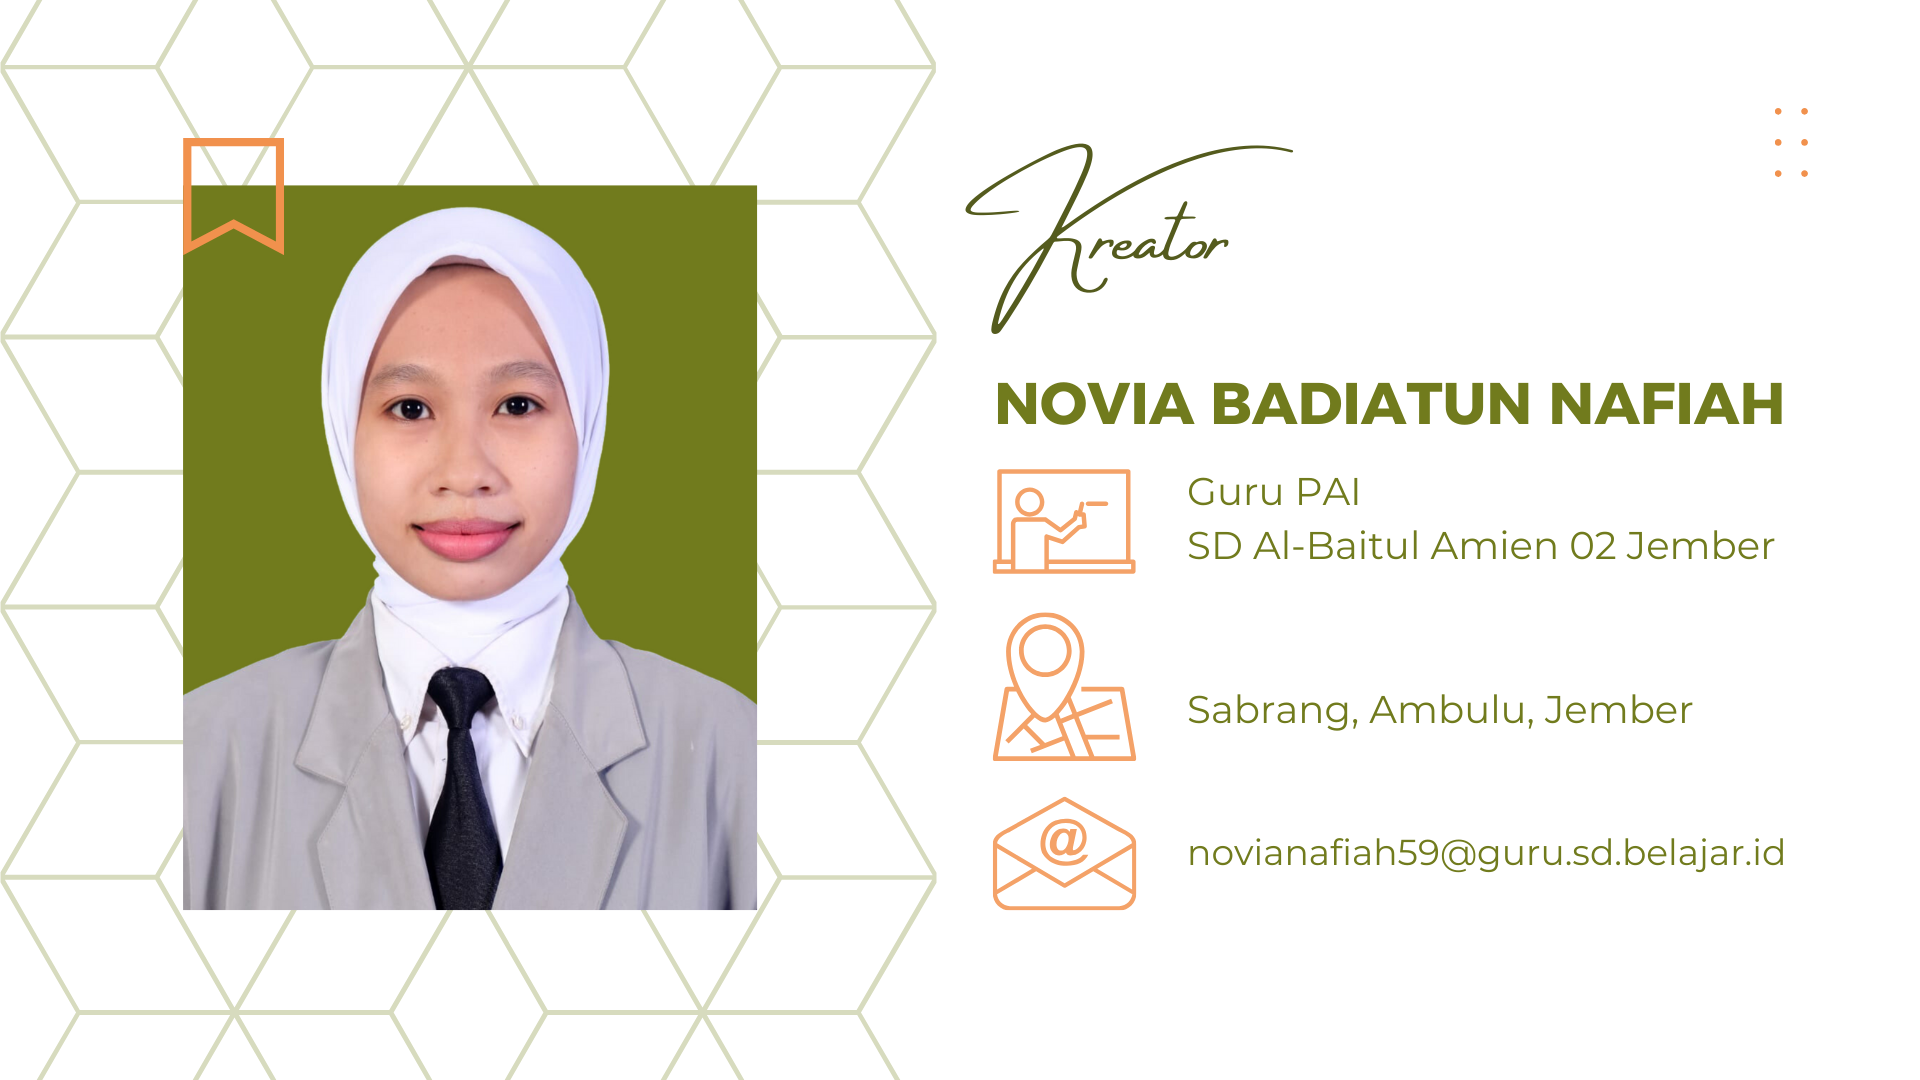 Kreator
NOVIA BADIATUN NAFIAH
Guru PAI
SD Al-Baitul Amien 02 Jember
Sabrang, Ambulu, Jember
@
novianafiah59@guru.sd.belajar.id